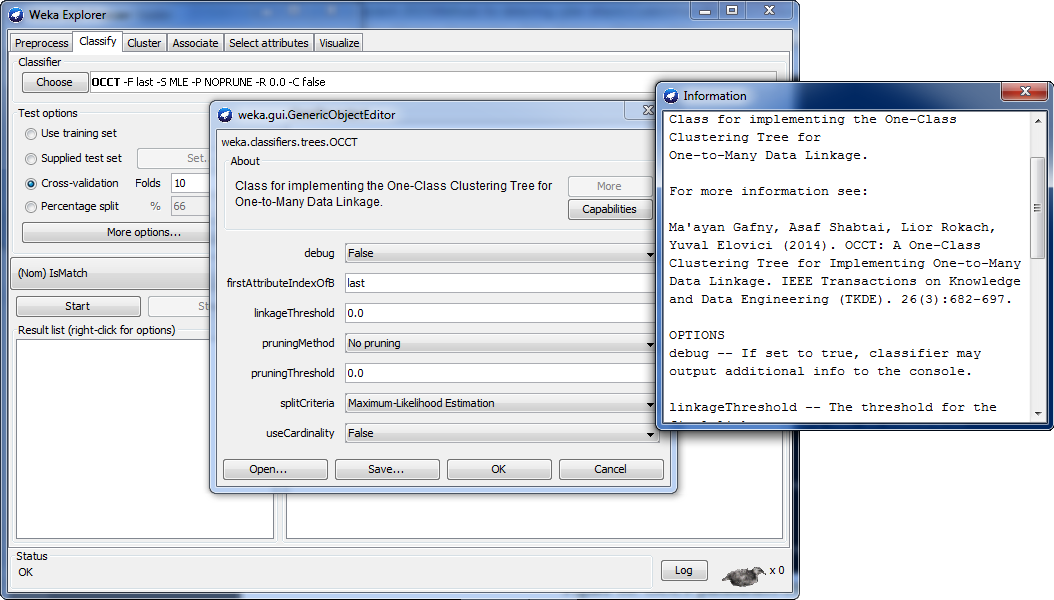 Weka Explorer
Preprocess Classify Cluster Associate Select attributes Visualize
Classifier
Choose OCCT -F last -S MLE -P NOPRUNE -R 0.0 -C false
Test options
Use training set
Supplied test set Set.
Cross-validation Folds 10
Percentage split % 66
More options...
(Nom) IsMatch
Start
Result list (right-click for options)
Status
OK
Log x 0
weka.gui.GenericObjectEditor
weka.classifiers.trees.OCCT
About
Class for implementing the One-Class Clustering Tree for
One-to-Many Data Linkage.
More
Capabilities
debug False
firstAttributeIndexOfB last
linkageThreshold 0.0
pruningMethod No pruning
pruningThreshold 0.0
splitCriteria Maximum-Likelihood Estimation
useCardinality False
Open... Save... OK Cancel
Information
Class for implementing the One-Class
Clustering Tree for
One-to-Many Data Linkage.
For more information see:
Ma'ayan Gafny, Asaf Shabtai, Lior Rokach,
Yuval Elovici (2014). OCCT: A One-Class
Clustering Tree for Implementing One-to-Many
Data Linkage. IEEE Transactions on Knowledge
and Data Engineering (TKDE). 26(3):682-697.
OPTIONS
debug -- If set to true, classifier may
output additional info to the console.
linkageThreshold -- The threshold for the